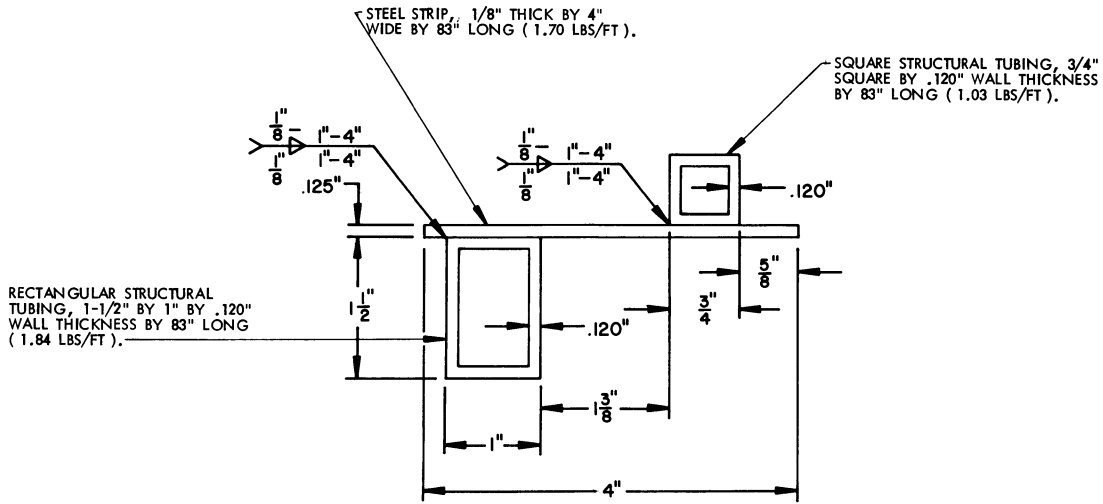 STEEL STRIP, 1/8" THICK BY 4"
WIDE BY 83" LONG ( 1.70 LBS/FT ).
SQUARE STRUCTURAL TUBING, 3/4"
SQUARE BY .120" WALL THICKNESS
BY 83" LONG ( 1.03 LBS/FT ).
1/8" 1"-4"
1/8 1"-4"
1/8" 1"-4"
1/8 1"-4"
.125"
.120"
5/8"
3/4"
RECTANGULAR STRUCTURAL
TUBING, 1-1/2" BY 1" BY .120"
WALL THICKNESS BY 83" LONG
( 1.84 LBS/FT ).
1 1/2"
.120"
1 3/8"
1"
4"